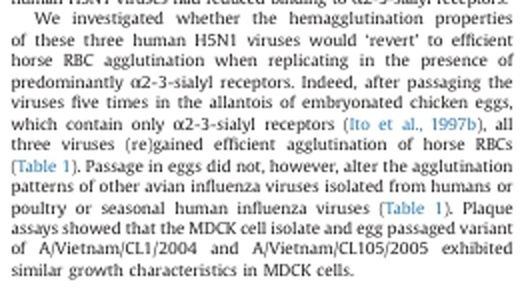 human H5N1 viruses had reduced binding to α2-3-sialyl receptors.
We investigated whether the hemagglutination properties
of these three human H5N1 viruses would ‘revert’ to efficient
horse RBC agglutination when replicating in the presence of
predominantly α2-3-sialyl receptors. Indeed, after passaging the
viruses five times in the allantois of embryonated chicken eggs,
which contain only α2-3-sialyl receptors (Ito et al., 1997b), all
three viruses (re)gained efficient agglutination of horse RBCs
(Table 1). Passage in eggs did not, however, alter the agglutination
patterns of other avian influenza viruses isolated from humans or
poultry or seasonal human influenza viruses (Table 1). Plaque
assays showed that the MDCK cell isolate and egg passaged variant
of A/Vietnam/CL1/2004 and A/Vietnam/CL105/2005 exhibited
similar growth characteristics in MDCK cells.